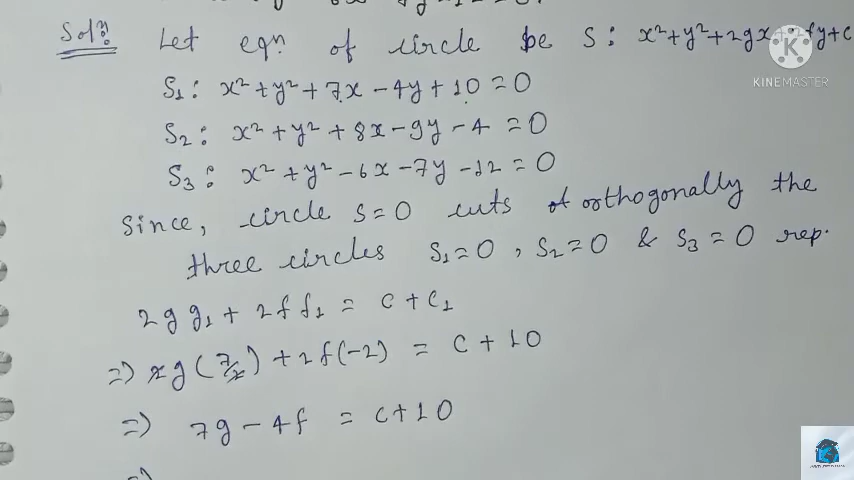 Solⁿ: Let eqⁿ of circle be S: x²+y²+2gx+2fy+c
KINEMASTER
S₁: x²+y²+7x-4y+10=0
S₂: x²+y²+8x-9y-4=0
S₃: x²+y²-6x-7y-12=0
Since, circle S=0 cuts orthogonally the
three circles S₁=0, S₂=0 & S₃=0 rep.
2gg₁+2ff₁=c+c₁
=> 2g(7/2)+2f(-2)=c+10
=> 7g-4f=c+10
=>